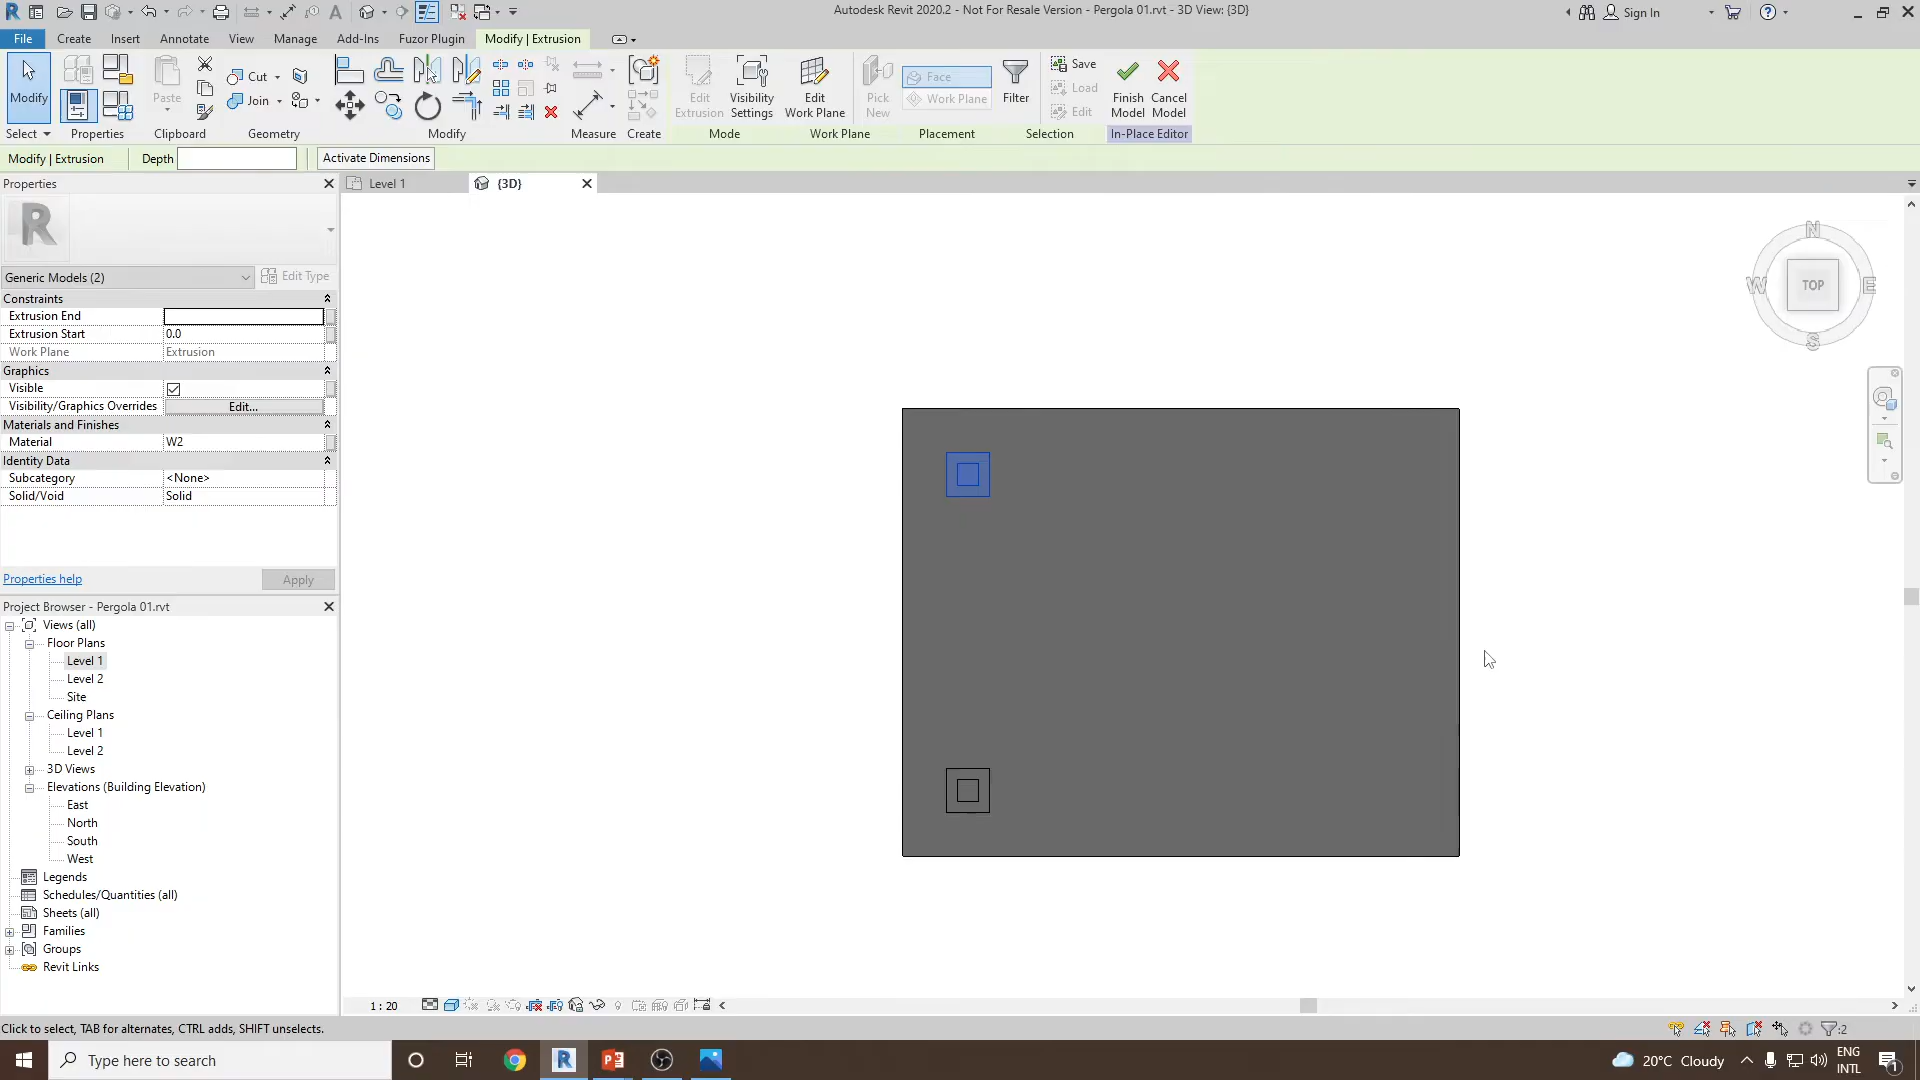 Autodesk Revit 2020.2 - Not For Resale Version - Pergola 01.rvt - 3D View: {3D}
Sign In
File
Create
Insert
Annotate
View
Manage
Add-Ins
Fuzor Plugin
Modify | Extrusion
Modify
Paste
Cut
Join
Edit
Extrusion
Visibility
Settings
Edit
Work Plane
Pick
New
Face
Work Plane
Filter
Save
Load
Edit
Finish
Model
Cancel
Model
Select
Properties
Clipboard
Geometry
Modify
Measure
Create
Mode
Work Plane
Placement
Selection
In-Place Editor
Modify | Extrusion
Depth
Activate Dimensions
Properties
Level 1
{3D}
R
Generic Models (2)
Edit Type
Constraints
Extrusion End
Extrusion Start 0.0
Work Plane Extrusion
Graphics
Visible
Visibility/Graphics Overrides Edit...
Materials and Finishes
Material W2
Identity Data
Subcategory <None>
Solid/Void Solid
Properties help
Apply
N
W
TOP
E
S
Project Browser - Pergola 01.rvt
Views (all)
Floor Plans
Level 1
Level 2
Site
Ceiling Plans
Level 1
Level 2
3D Views
Elevations (Building Elevation)
East
North
South
West
Legends
Schedules/Quantities (all)
Sheets (all)
Families
Groups
Revit Links
1 : 20
Click to select, TAB for alternates, CTRL adds, SHIFT unselects.
:2
Type here to search
20°C Cloudy
ENG
INTL
1